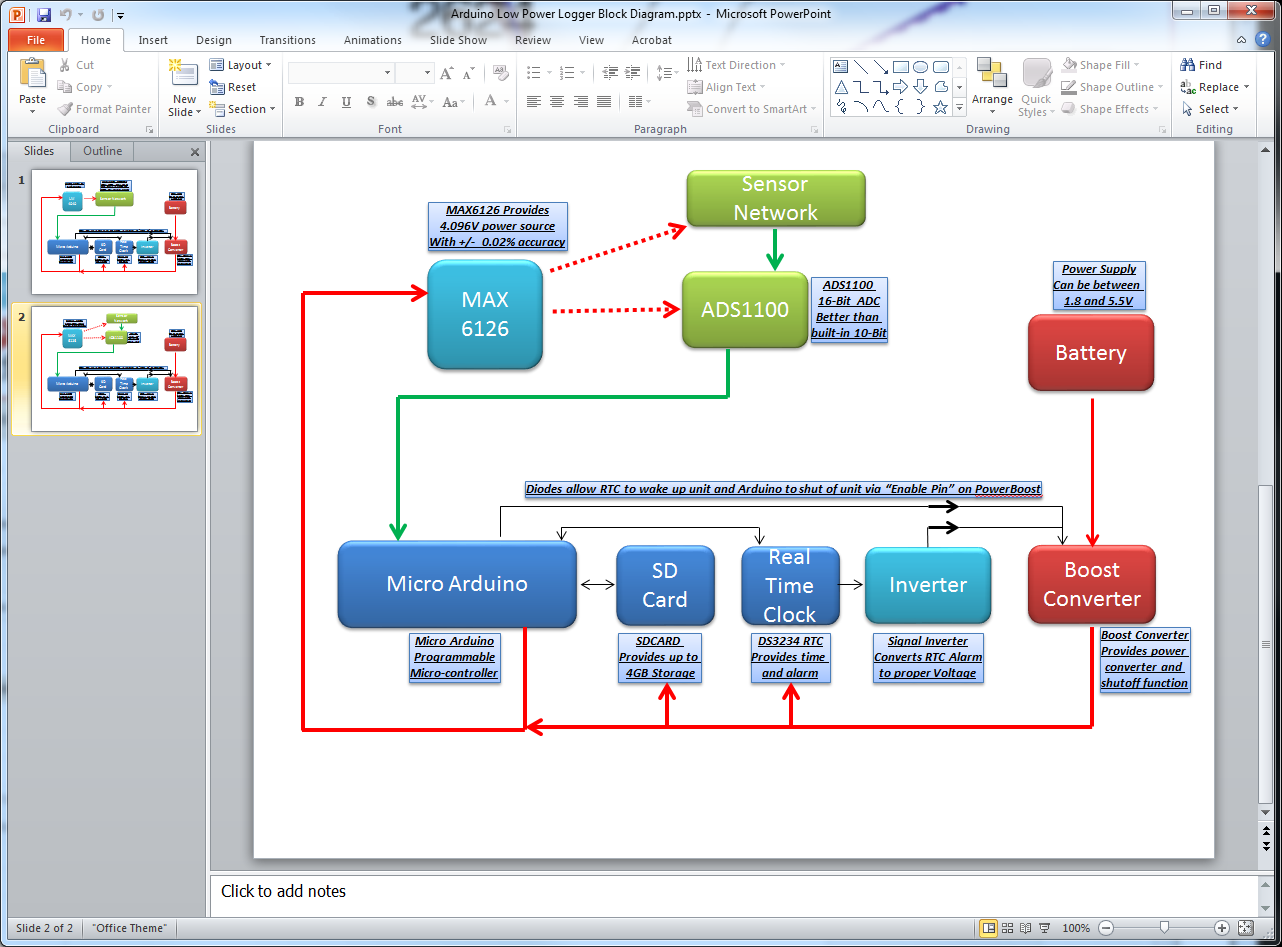 Arduino Low Power Logger Block Diagram.pptx - Microsoft PowerPoint
File Home Insert Design Transitions Animations Slide Show Review View Acrobat
Paste
Cut
Copy
Format Painter
Clipboard
New
Slide
Layout
Reset
Section
Slides
Font
Text Direction
Align Text
Convert to SmartArt
Paragraph
Arrange
Quick
Styles
Shape Fill
Shape Outline
Shape Effects
Drawing
Find
Replace
Select
Editing
Slides Outline
1
2
Sensor
Network
MAX6126 Provides
4.096V power source
With +/- 0.02% accuracy
MAX
6126
ADS1100
ADS1100
16-Bit ADC
Better than
built-in 10-Bit
Power Supply
Can be between
1.8 and 5.5V
Battery
Diodes allow RTC to wake up unit and Arduino to shut of unit via “Enable Pin” on PowerBoost
Micro Arduino
SD
Card
Real
Time
Clock
Inverter
Boost
Converter
Micro Arduino
Programmable
Micro-controller
SDCARD
Provides up to
4GB Storage
DS3234 RTC
Provides time
and alarm
Signal Inverter
Converts RTC Alarm
to proper Voltage
Boost Converter
Provides power
converter and
shutoff function
Click to add notes
Slide 2 of 2 "Office Theme" 100%